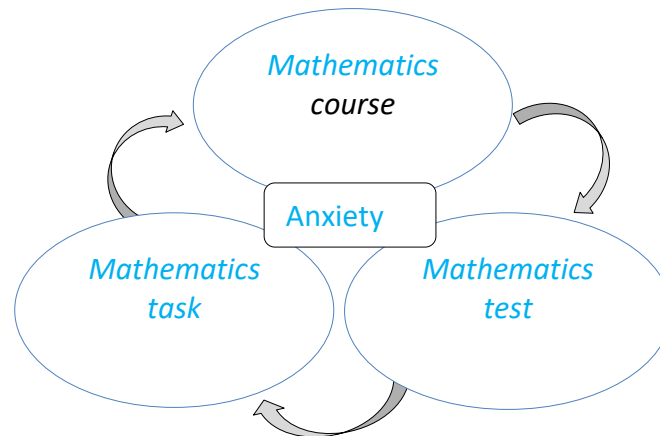 Mathematics
course
Anxiety
Mathematics
task
Mathematics
test